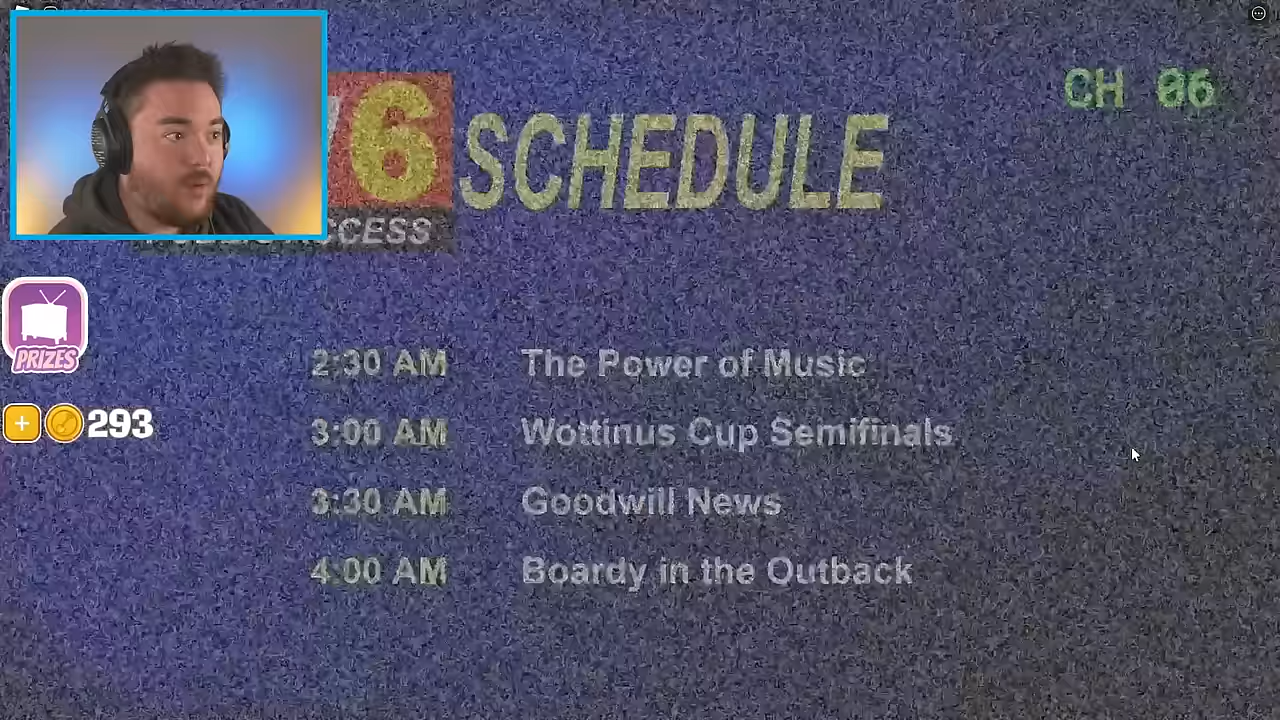 6 SCHEDULE
CH 06
ACCESS
PRIZES
293
2:30 AM The Power of Music
3:00 AM Wottinus Cup Semifinals
3:30 AM Goodwill News
4:00 AM Boardy in the Outback